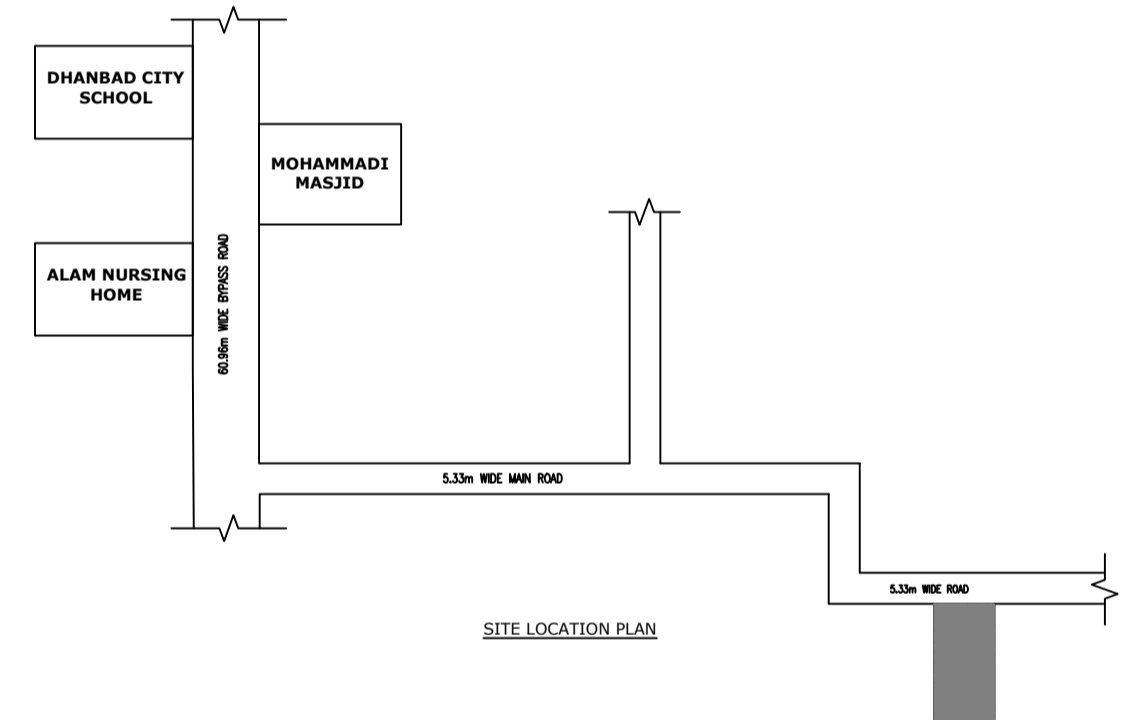 DHANBAD CITY
SCHOOL
MOHAMMADI
MASJID
ALAM NURSING
HOME
60.96m WIDE BYPASS ROAD
5.33m WIDE MAIN ROAD
5.33m WIDE ROAD
SITE LOCATION PLAN